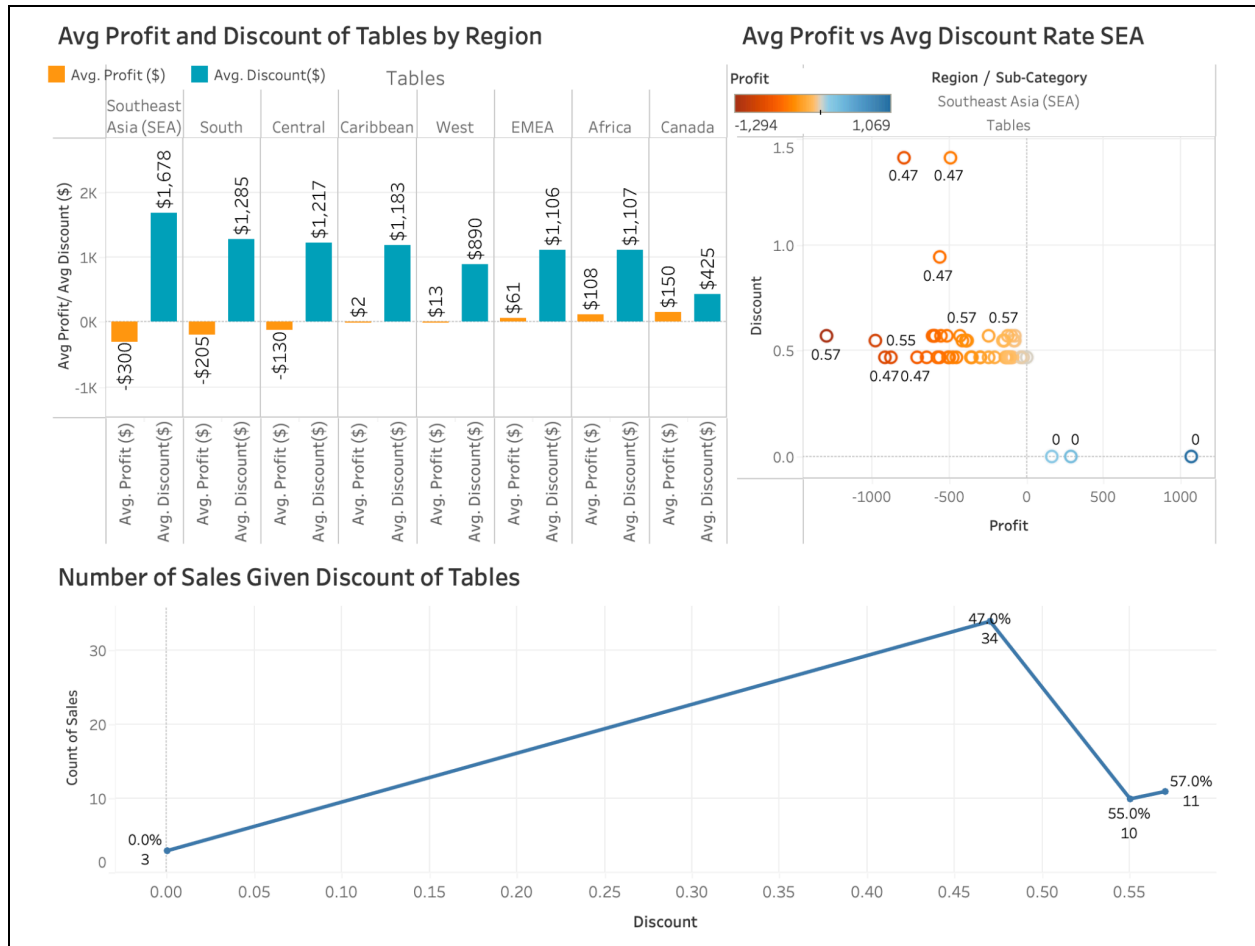 Avg Profit and Discount of Tables by Region
Avg. Profit ($)
Avg. Discount($)
Tables
Southeast
Asia (SEA)
South
Central
Caribbean
West
EMEA
Africa
Canada
Avg Profit/ Avg Discount ($)
2K
1K
0K
-1K
-$300
$1,678
-$205
$1,285
-$130
$1,217
$2
$1,183
$13
$890
$61
$1,106
$108
$1,107
$150
$425
Avg. Profit ($)
Avg. Discount($)
Avg. Profit ($)
Avg. Discount($)
Avg. Profit ($)
Avg. Discount($)
Avg. Profit ($)
Avg. Discount($)
Avg. Profit ($)
Avg. Discount($)
Avg. Profit ($)
Avg. Discount($)
Avg. Profit ($)
Avg. Discount($)
Avg. Profit ($)
Avg. Discount($)
Avg Profit vs Avg Discount Rate SEA
Profit
-1,294
1,069
Region / Sub-Category
Southeast Asia (SEA)
Tables
Discount
1.5
1.0
0.5
0.0
0.47
0.47
0.47
0.57
0.57
0.55
0.57
0.47
0.47
0
0
0
-1000
-500
0
500
1000
Profit
Number of Sales Given Discount of Tables
Count of Sales
30
20
10
0
0.0%
3
47.0%
34
55.0%
10
57.0%
11
0.00
0.05
0.10
0.15
0.20
0.25
0.30
0.35
0.40
0.45
0.50
0.55
Discount